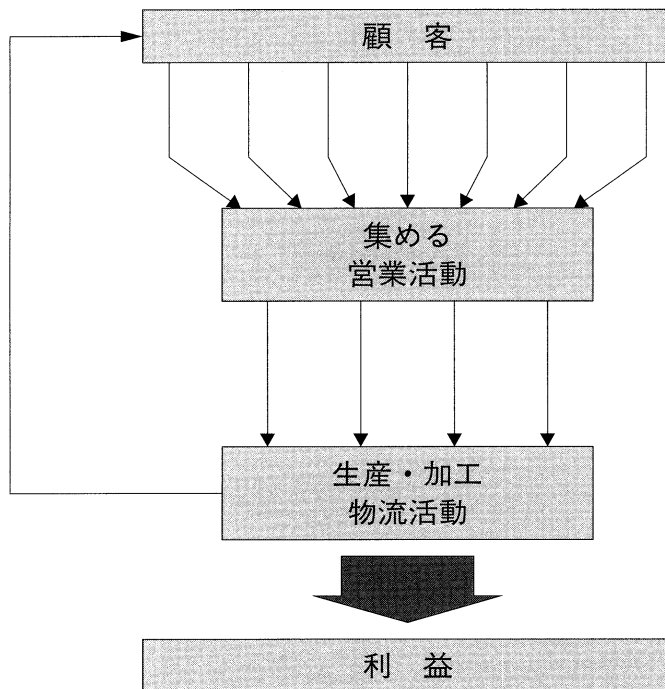 顧　客
集める
営業活動
生産・加工
物流活動
利　益